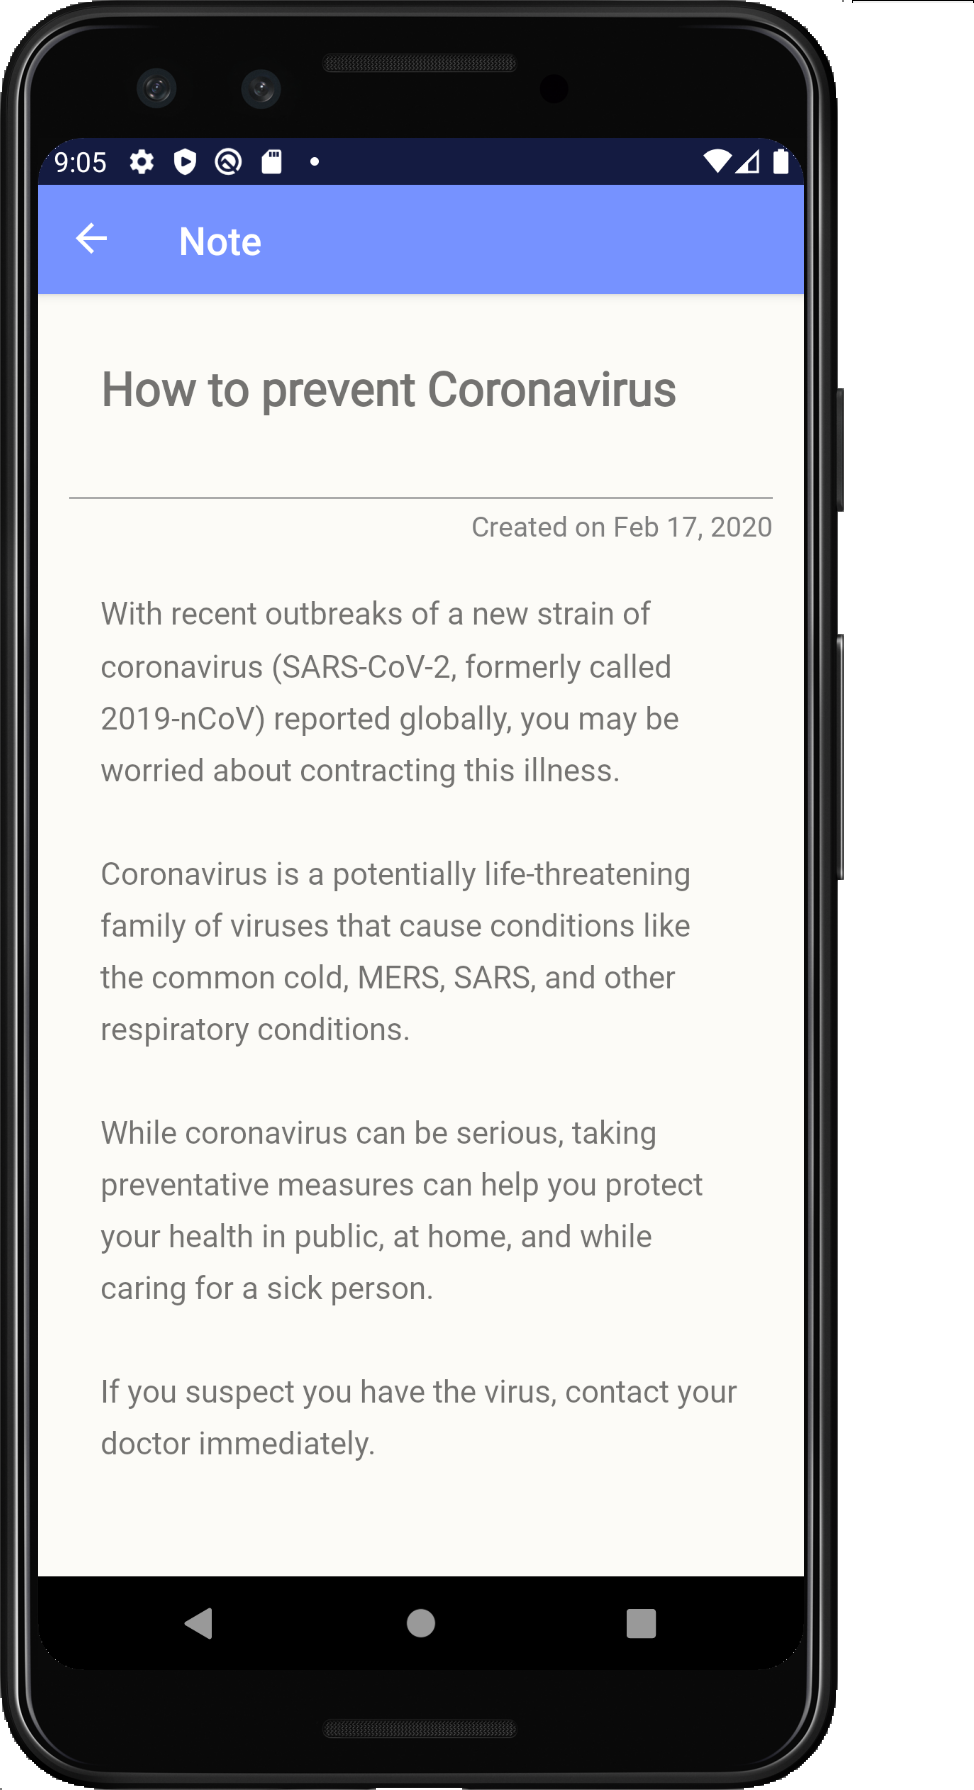 9:05
Note
How to prevent Coronavirus
Created on Feb 17, 2020
With recent outbreaks of a new strain of
coronavirus (SARS-CoV-2, formerly called
2019-nCoV) reported globally, you may be
worried about contracting this illness.
Coronavirus is a potentially life-threatening
family of viruses that cause conditions like
the common cold, MERS, SARS, and other
respiratory conditions.
While coronavirus can be serious, taking
preventative measures can help you protect
your health in public, at home, and while
caring for a sick person.
If you suspect you have the virus, contact your
doctor immediately.